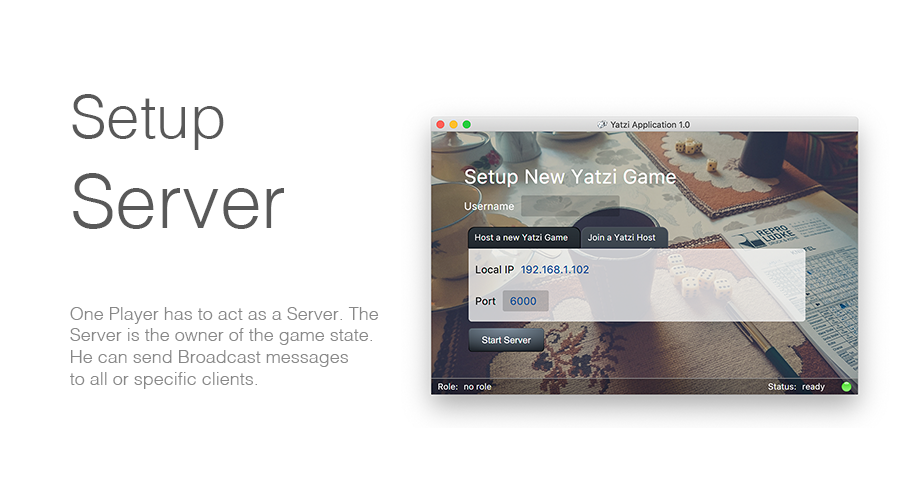 Setup
Server
One Player has to act as a Server. The
Server is the owner of the game state.
He can send Broadcast messages
to all or specific clients.
Yatzi Application 1.0
Setup New Yatzi Game
Username
Host a new Yatzi Game
Join a Yatzi Host
Local IP 192.168.1.102
Port 6000
Start Server
Role: no role
Status: ready
REPRO
LÜDKE